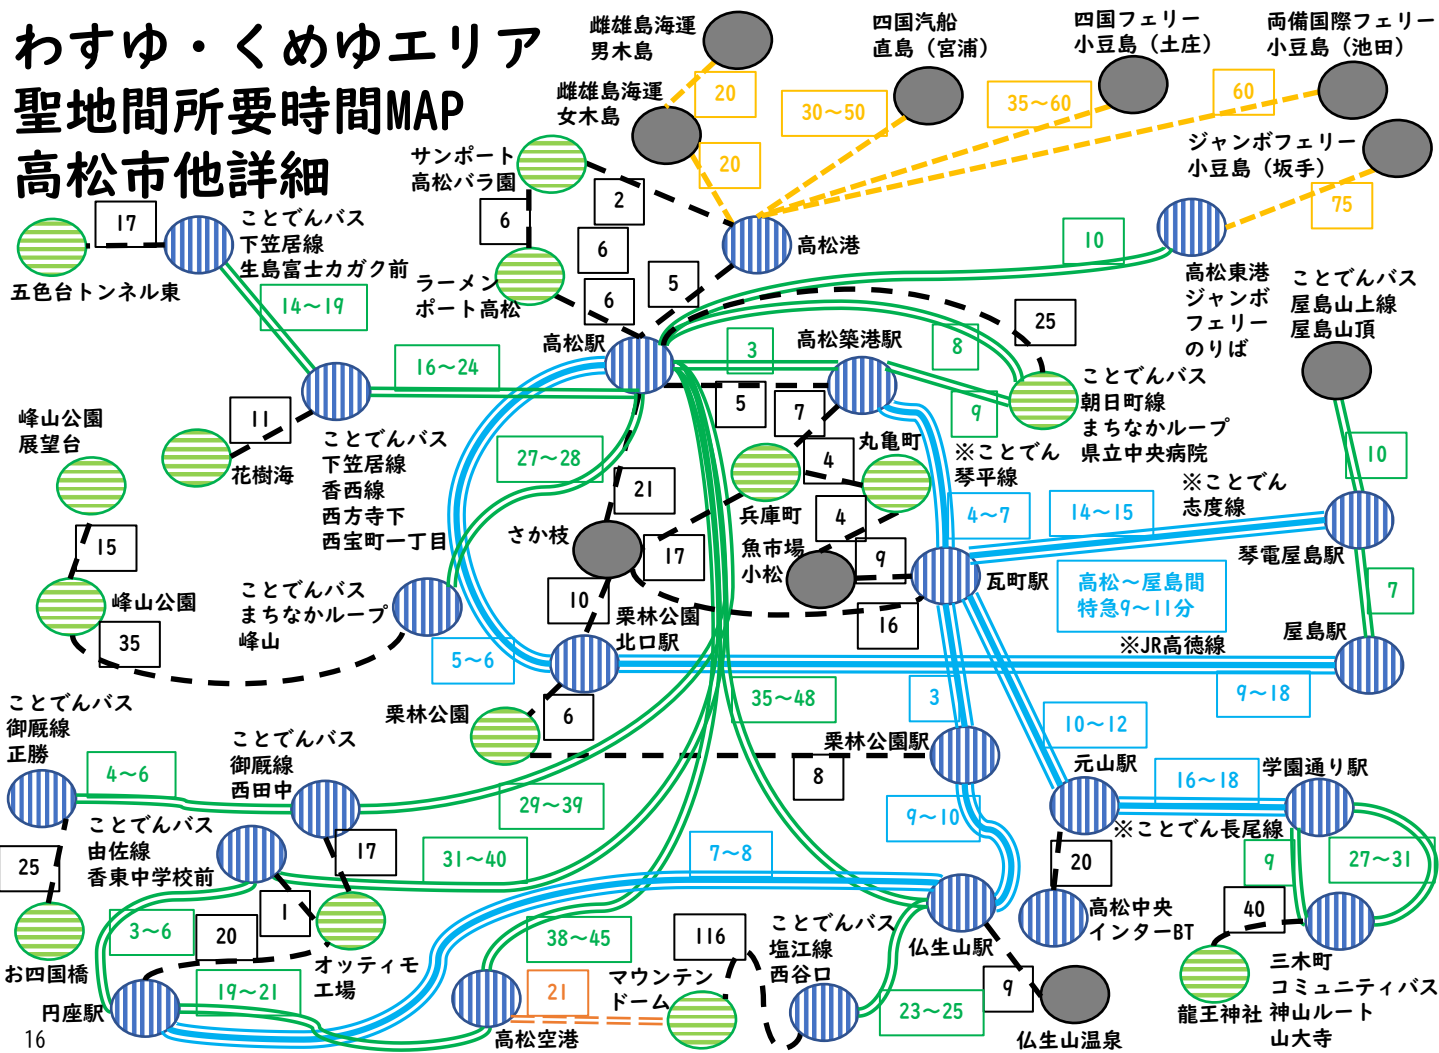 わすゆ・くめゆエリア
聖地間所要時間MAP
高松市他詳細
雌雄島海運
男木島
四国汽船
直島（宮浦）
四国フェリー
小豆島（土庄）
両備国際フェリー
小豆島（池田）
雌雄島海運
女木島
20
30～50
35～60
60
ジャンボフェリー
小豆島（坂手）
サンポート
高松バラ園
20
2
75
17
ことでんバス
下笠居線
生島富士カガク前
6
6
高松港
10
五色台トンネル東
ラーメン
ポート高松
5
6
高松東港
ジャンボ
フェリー
のりば
ことでんバス
屋島山上線
屋島山頂
14～19
25
高松駅
高松築港駅
3
8
16～24
ことでんバス
朝日町線
まちなかループ
県立中央病院
5
7
9
峰山公園
展望台
11
花樹海
ことでんバス
下笠居線
香西線
西方寺下
西宝町一丁目
27～28
丸亀町
※ことでん
琴平線
10
4
21
兵庫町
※ことでん
志度線
4～7
14～15
さか枝
4
魚市場
小松
15
17
9
琴電屋島駅
瓦町駅
高松～屋島間
特急9～11分
7
峰山公園
ことでんバス
まちなかループ
峰山
10
栗林公園
北口駅
16
屋島駅
35
※JR高徳線
5～6
35～48
3
9～18
ことでんバス
御厩線
正勝
栗林公園
6
10～12
ことでんバス
御厩線
西田中
栗林公園駅
元山駅
4～6
8
16～18
学園通り駅
29～39
9～10
ことでんバス
由佐線
香東中学校前
※ことでん長尾線
17
31～40
7～8
20
9
27～31
25
1
40
3～6
20
38～45
116
ことでんバス
塩江線
西谷口
仏生山駅
高松中央
インターBT
お四国橋
オッティモ
工場
マウンテン
ドーム
三木町
コミュニティバス
神山ルート
山大寺
19～21
21
9
円座駅
23～25
龍王神社
高松空港
仏生山温泉
16